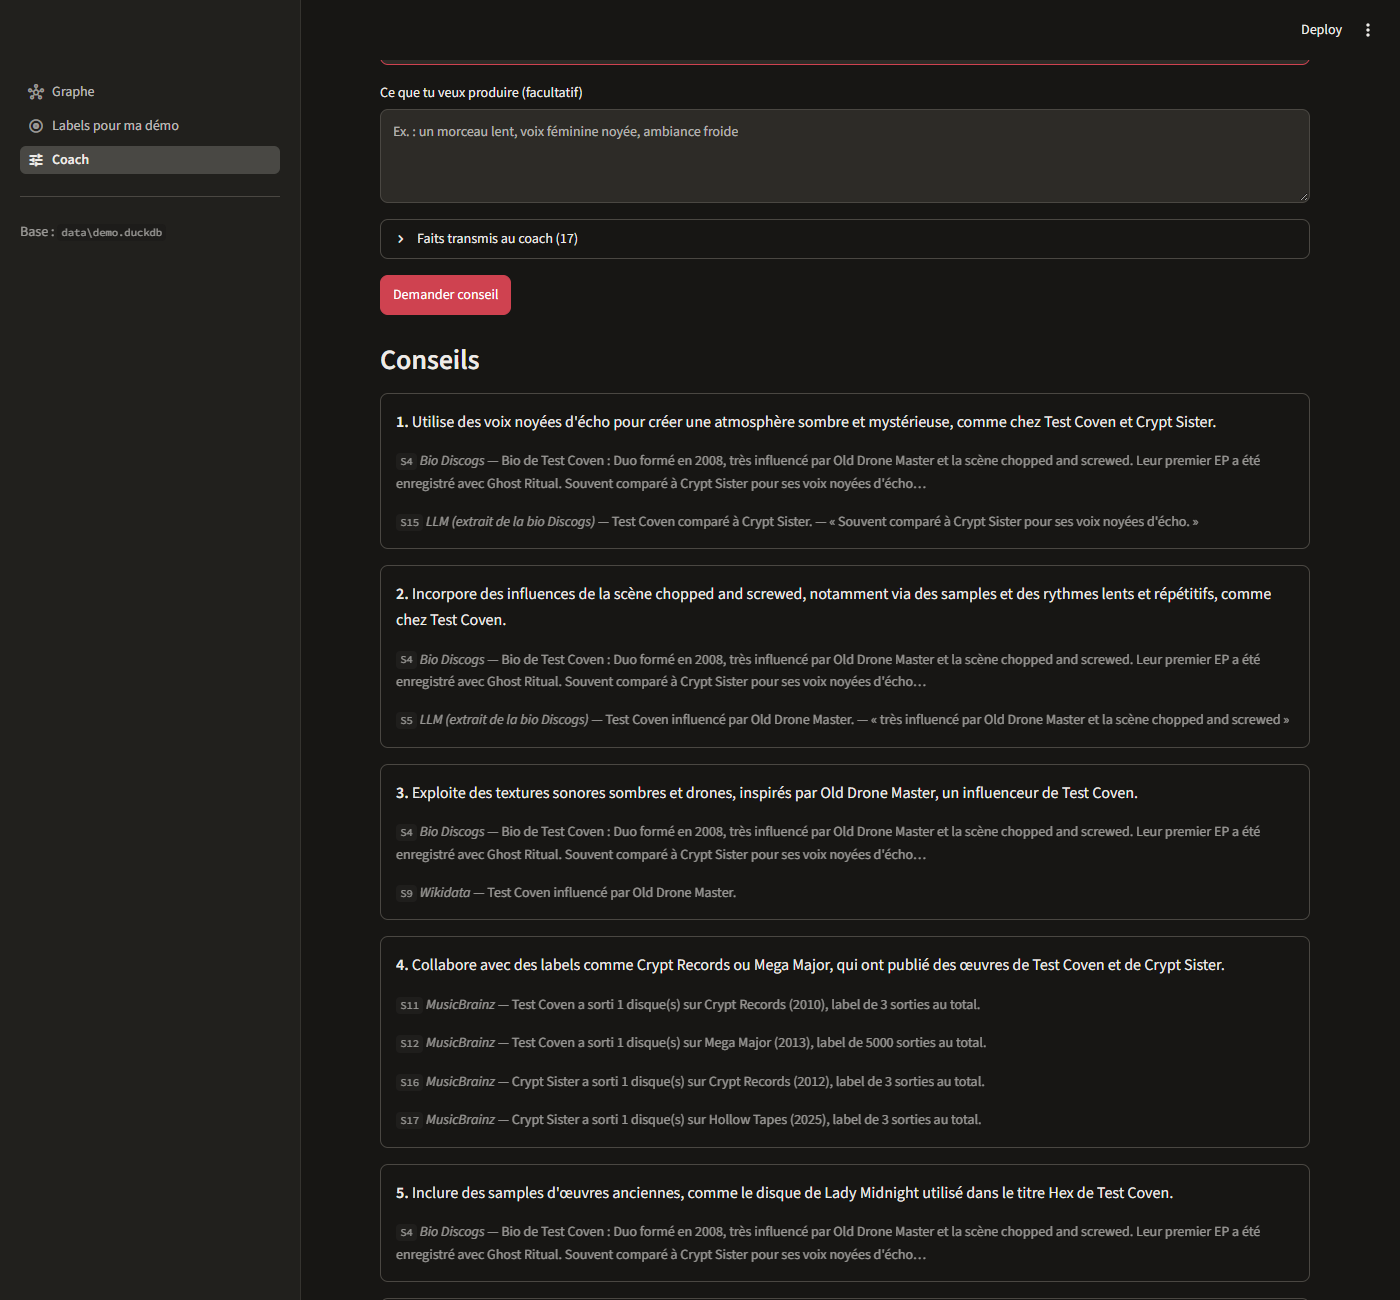 Deploy
Graphe
Labels pour ma démo
Coach
Base : data\demo.duckdb
Ce que tu veux produire (facultatif)
Ex. : un morceau lent, voix féminine noyée, ambiance froide
Faits transmis au coach (17)
Demander conseil
Conseils
1. Utilise des voix noyées d'écho pour créer une atmosphère sombre et mystérieuse, comme chez Test Coven et Crypt Sister.
S4 Bio Discogs — Bio de Test Coven : Duo formé en 2008, très influencé par Old Drone Master et la scène chopped and screwed. Leur premier EP a été
enregistré avec Ghost Ritual. Souvent comparé à Crypt Sister pour ses voix noyées d'écho…
S15 LLM (extrait de la bio Discogs) — Test Coven comparé à Crypt Sister. — « Souvent comparé à Crypt Sister pour ses voix noyées d'écho. »
2. Incorpore des influences de la scène chopped and screwed, notamment via des samples et des rythmes lents et répétitifs, comme
chez Test Coven.
S4 Bio Discogs — Bio de Test Coven : Duo formé en 2008, très influencé par Old Drone Master et la scène chopped and screwed. Leur premier EP a été
enregistré avec Ghost Ritual. Souvent comparé à Crypt Sister pour ses voix noyées d'écho…
S5 LLM (extrait de la bio Discogs) — Test Coven influencé par Old Drone Master. — « très influencé par Old Drone Master et la scène chopped and screwed »
3. Exploite des textures sonores sombres et drones, inspirés par Old Drone Master, un influenceur de Test Coven.
S4 Bio Discogs — Bio de Test Coven : Duo formé en 2008, très influencé par Old Drone Master et la scène chopped and screwed. Leur premier EP a été
enregistré avec Ghost Ritual. Souvent comparé à Crypt Sister pour ses voix noyées d'écho…
S9 Wikidata — Test Coven influencé par Old Drone Master.
4. Collabore avec des labels comme Crypt Records ou Mega Major, qui ont publié des œuvres de Test Coven et de Crypt Sister.
S11 MusicBrainz — Test Coven a sorti 1 disque(s) sur Crypt Records (2010), label de 3 sorties au total.
S12 MusicBrainz — Test Coven a sorti 1 disque(s) sur Mega Major (2013), label de 5000 sorties au total.
S16 MusicBrainz — Crypt Sister a sorti 1 disque(s) sur Crypt Records (2012), label de 3 sorties au total.
S17 MusicBrainz — Crypt Sister a sorti 1 disque(s) sur Hollow Tapes (2025), label de 3 sorties au total.
5. Inclure des samples d'œuvres anciennes, comme le disque de Lady Midnight utilisé dans le titre Hex de Test Coven.
S4 Bio Discogs — Bio de Test Coven : Duo formé en 2008, très influencé par Old Drone Master et la scène chopped and screwed. Leur premier EP a été
enregistré avec Ghost Ritual. Souvent comparé à Crypt Sister pour ses voix noyées d'écho…